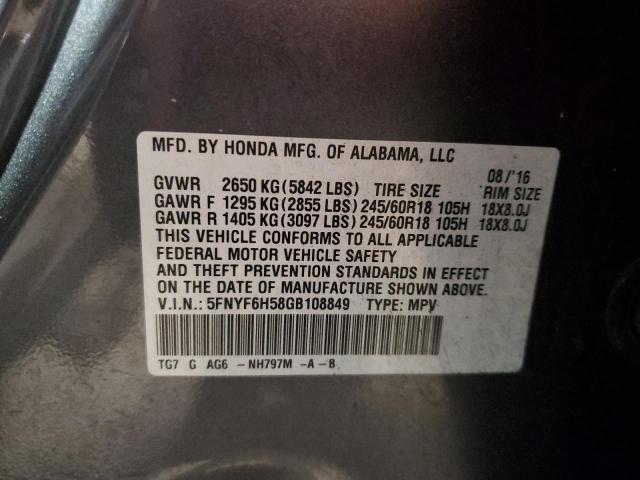 MFD. BY HONDA MFG. OF ALABAMA, LLC
08/'16
GVWR 2650 KG(5842 LBS) TIRE SIZE RIM SIZE
GAWR F 1295 KG(2855 LBS)245/60R18 105H 18X8.0J
GAWR R 1405 KG(3097 LBS)245/60R18 105H 18X8.0J
THIS VEHICLE CONFORMS TO ALL APPLICABLE
FEDERAL MOTOR VEHICLE SAFETY
AND THEFT PREVENTION STANDARDS IN EFFECT
ON THE DATE OF MANUFACTURE SHOWN ABOVE.
V.I.N.: 5FNYF6H58GB108849 TYPE: MPV
TG7 G AG6 -NH797M -A-B